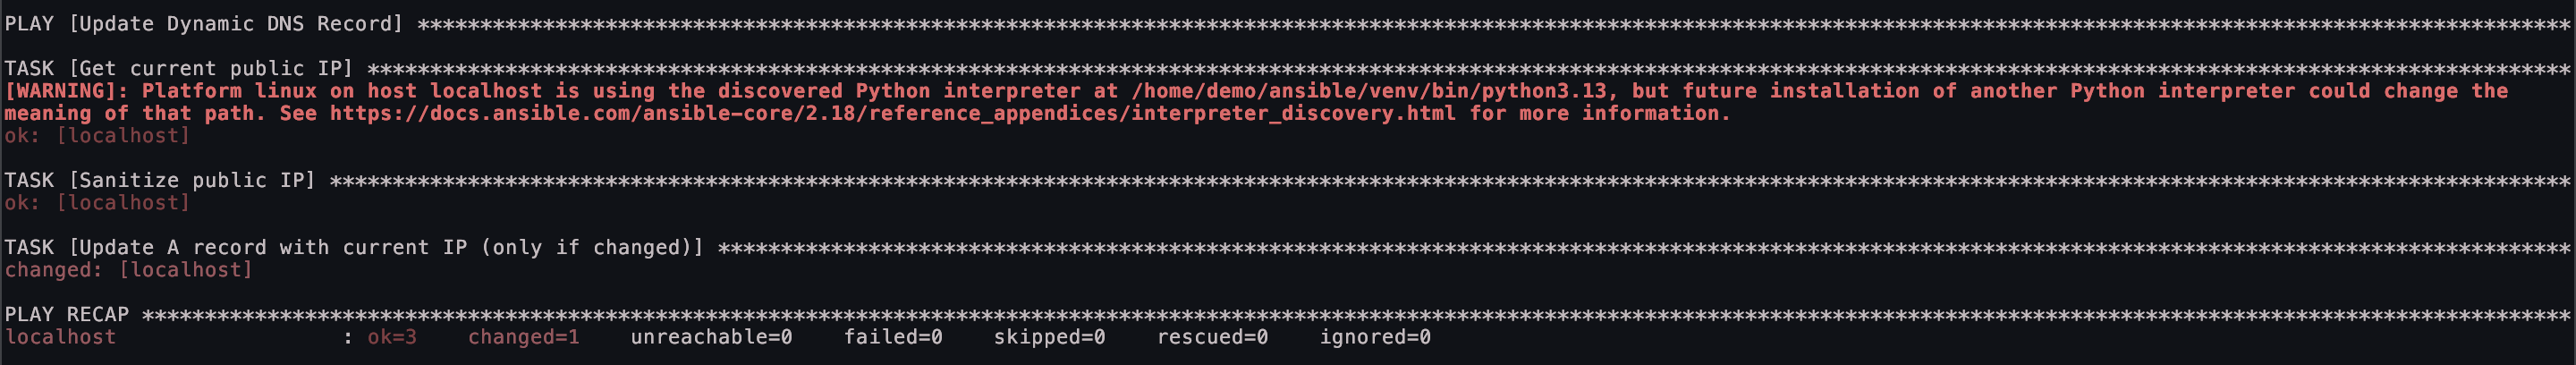 PLAY [Update Dynamic DNS Record] ******************************************************************************************************************************************************************************
TASK [Get current public IP] **********************************************************************************************************************************************************************************
[WARNING]: Platform linux on host localhost is using the discovered Python interpreter at /home/demo/ansible/venv/bin/python3.13, but future installation of another Python interpreter could change the
meaning of that path. See https://docs.ansible.com/ansible-core/2.18/reference_appendices/interpreter_discovery.html for more information.
ok: [localhost]
TASK [Sanitize public IP] *************************************************************************************************************************************************************************************
ok: [localhost]
TASK [Update A record with current IP (only if changed)] ******************************************************************************************************************************************************
changed: [localhost]
PLAY RECAP ****************************************************************************************************************************************************************************************************
localhost                  : ok=3    changed=1    unreachable=0    failed=0    skipped=0    rescued=0    ignored=0